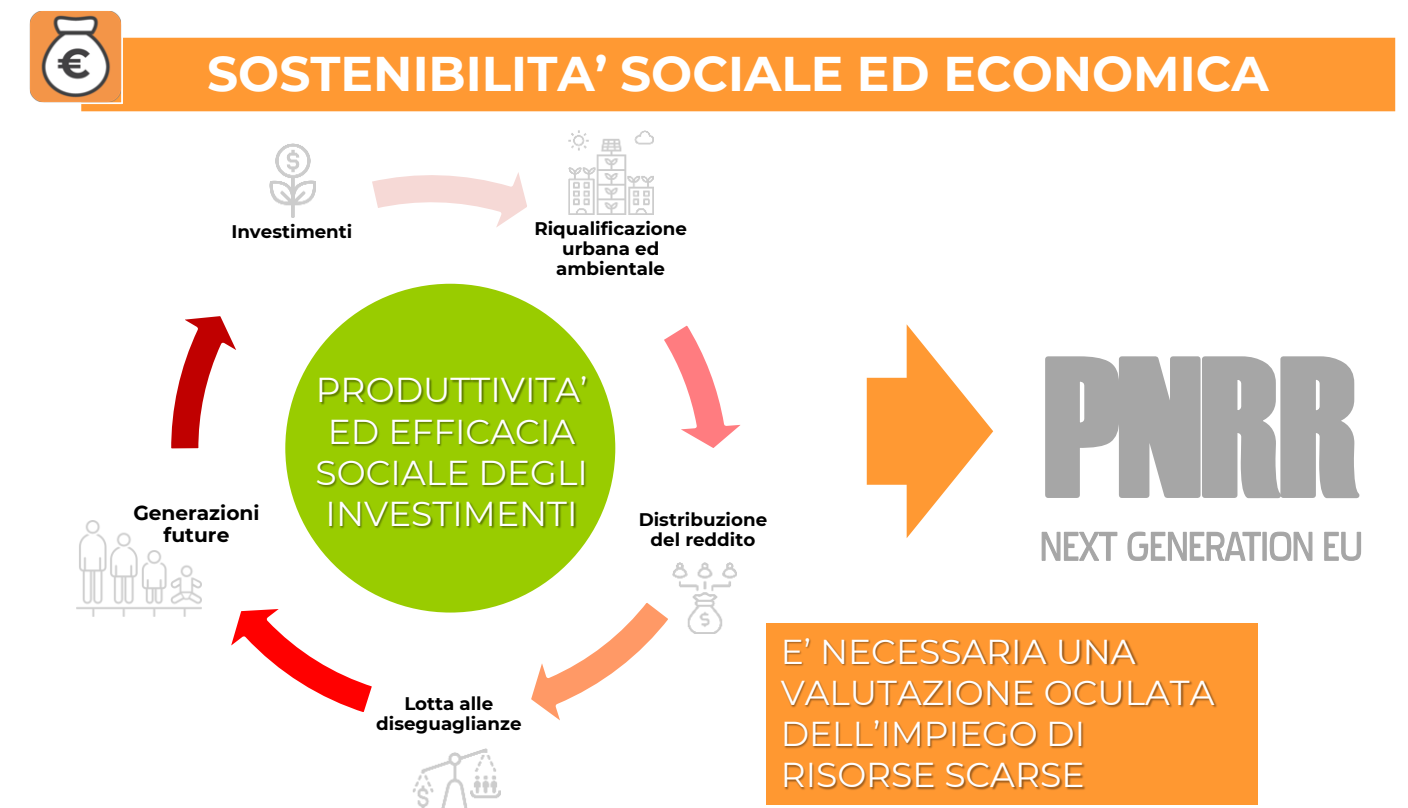 €
SOSTENIBILITA’ SOCIALE ED ECONOMICA
$
Investimenti
Riqualificazione
urbana ed
ambientale
PRODUTTIVITA’
ED EFFICACIA
SOCIALE DEGLI
INVESTIMENTI
Distribuzione
del reddito
$
Lotta alle
diseguaglianze
$
Generazioni
future
PNRR
NEXT GENERATION EU
E’ NECESSARIA UNA
VALUTAZIONE OCULATA
DELL’IMPIEGO DI
RISORSE SCARSE